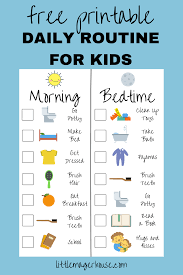 free printable
DAILY ROUTINE
FOR KIDS
Morning
Go
Potty
Make
Bed
Get
Dressed
Brush
Hair
Eat
Breakfast
Brush
Teeth
School
Bedtime
Clean up
Toys
Take
Bath
Pajamas
Brush
Teeth
Go
Potty
Read a
Book
Hugs and
Kisses
littlemagerhouse.com